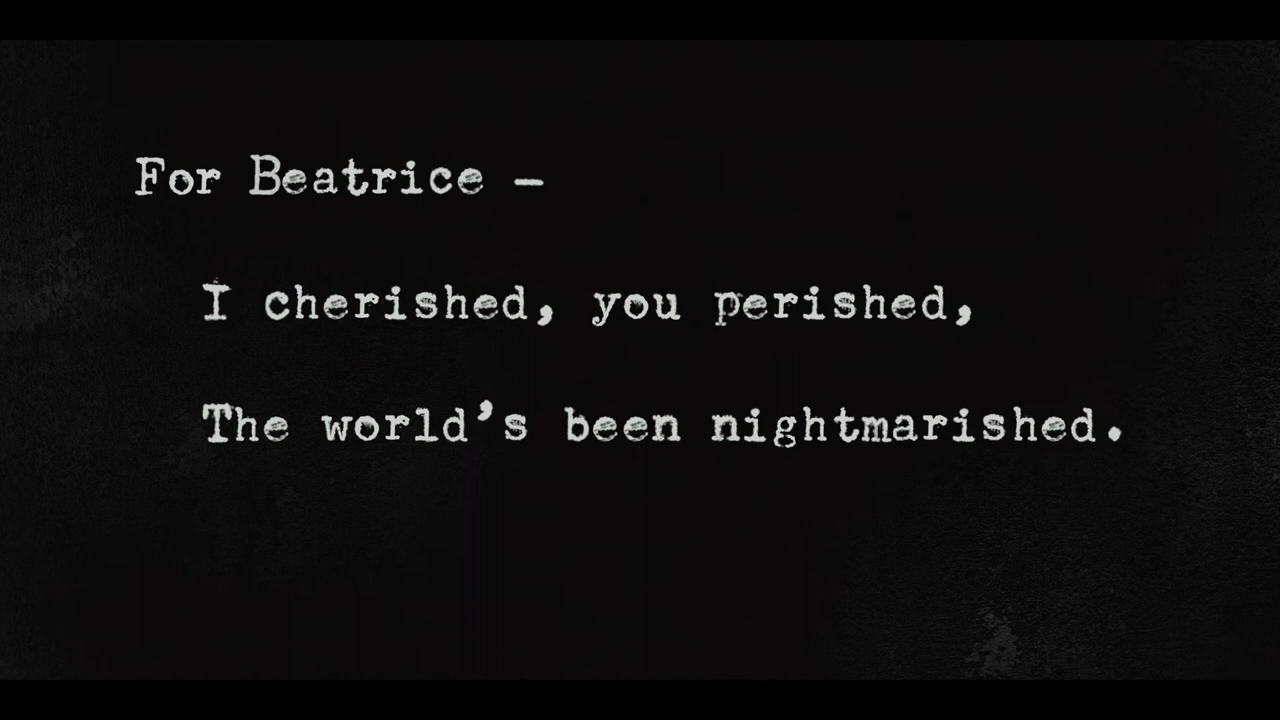 For Beatrice –
I cherished, you perished,
The world’s been nightmarished.